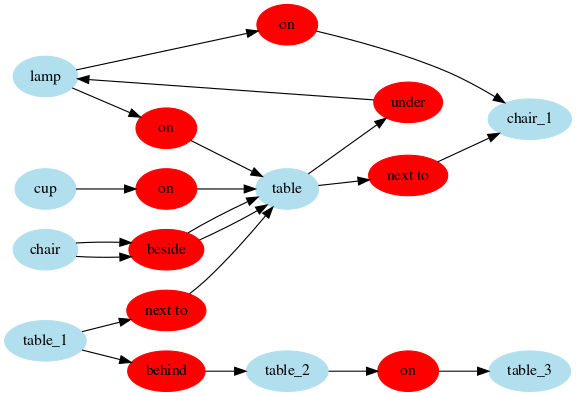 on
lamp
under
chair_1
on
next to
cup
on
table
chair
beside
next to
table_1
behind
table_2
on
table_3